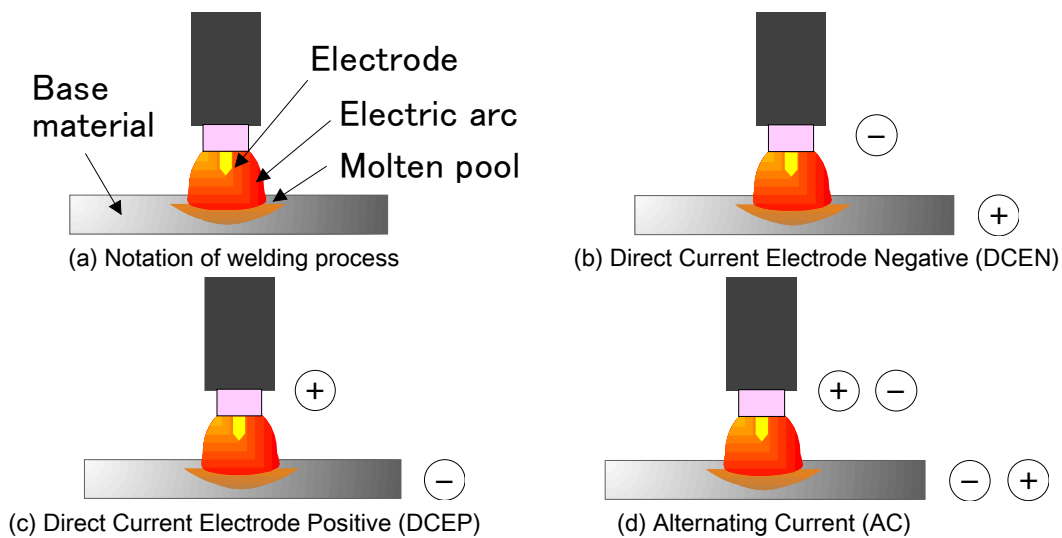 Electrode
Base
material
Electric arc
Molten pool
(a) Notation of welding process
−
+
(b) Direct Current Electrode Negative (DCEN)
+
−
(c) Direct Current Electrode Positive (DCEP)
+ −
− +
(d) Alternating Current (AC)